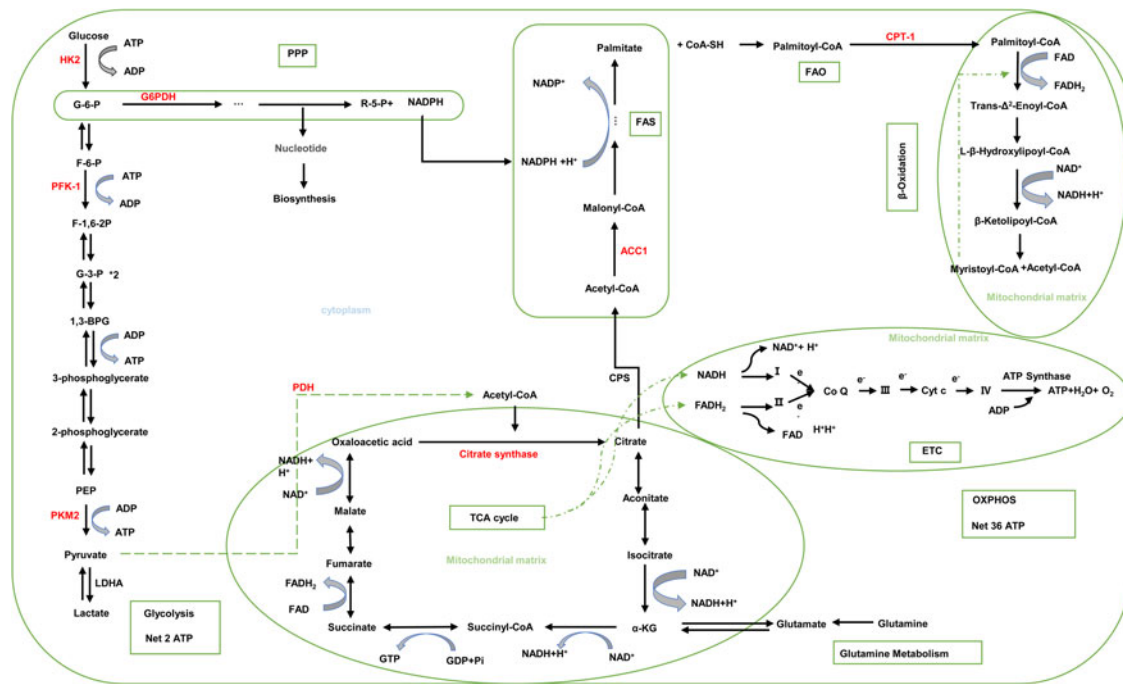 Glucose
HK2
ATP
ADP
PPP
G-6-P
G6PDH
...
R-5-P+
NADPH
Nucleotide
Biosynthesis
F-6-P
PFK-1
ATP
ADP
F-1,6-2P
G-3-P *2
1,3-BPG
ADP
ATP
3-phosphoglycerate
2-phosphoglycerate
PEP
PKM2
ADP
ATP
Pyruvate
LDHA
Lactate
Glycolysis
Net 2 ATP
cytoplasm
Palmitate
NADP⁺
...
FAS
NADPH +H⁺
Malonyl-CoA
ACC1
Acetyl-CoA
CPS
+ CoA-SH
Palmitoyl-CoA
FAO
CPT-1
Palmitoyl-CoA
FAD
FADH₂
Trans-Δ²-Enoyl-CoA
L-β-Hydroxylipoyl-CoA
NAD⁺
NADH+H⁺
β-Ketolipoyl-CoA
Myristoyl-CoA +Acetyl-CoA
Mitochondrial matrix
β-Oxidation
Mitochondrial matrix
NADH
NAD⁺+ H⁺
I
e
FADH₂
II
e
FAD
H⁺H⁺
Co Q
e⁻
III
e⁻
Cyt c
e⁻
IV
ATP Synthase
ADP
ATP+H₂O+ O₂
ETC
OXPHOS
Net 36 ATP
PDH
Acetyl-CoA
Oxaloacetic acid
Citrate synthase
Citrate
NADH+
H⁺
NAD⁺
Malate
TCA cycle
Aconitate
Mitochondrial matrix
Isocitrate
Fumarate
FADH₂
FAD
NAD⁺
NADH+H⁺
Succinate
Succinyl-CoA
α-KG
GTP
GDP+Pi
NADH+H⁺
NAD⁺
Glutamate
Glutamine
Glutamine Metabolism